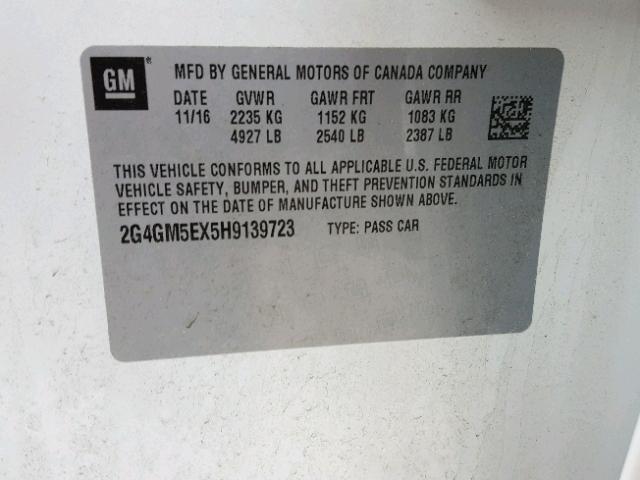 GM ®
MFD BY GENERAL MOTORS OF CANADA COMPANY
DATE GVWR GAWR FRT GAWR RR
11/16 2235 KG 1152 KG 1083 KG
4927 LB 2540 LB 2387 LB
THIS VEHICLE CONFORMS TO ALL APPLICABLE U.S. FEDERAL MOTOR
VEHICLE SAFETY, BUMPER, AND THEFT PREVENTION STANDARDS IN
EFFECT ON THE DATE OF MANUFACTURE SHOWN ABOVE.
2G4GM5EX5H9139723 TYPE: PASS CAR